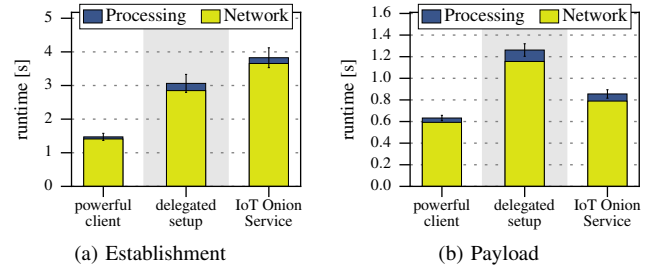 Processing Network
runtime [s]
5
4
3
2
1
0
powerful client
delegated setup
IoT Onion Service
(a) Establishment
Processing Network
runtime [s]
1.6
1.4
1.2
1.0
0.8
0.6
0.4
0.2
0.0
powerful client
delegated setup
IoT Onion Service
(b) Payload